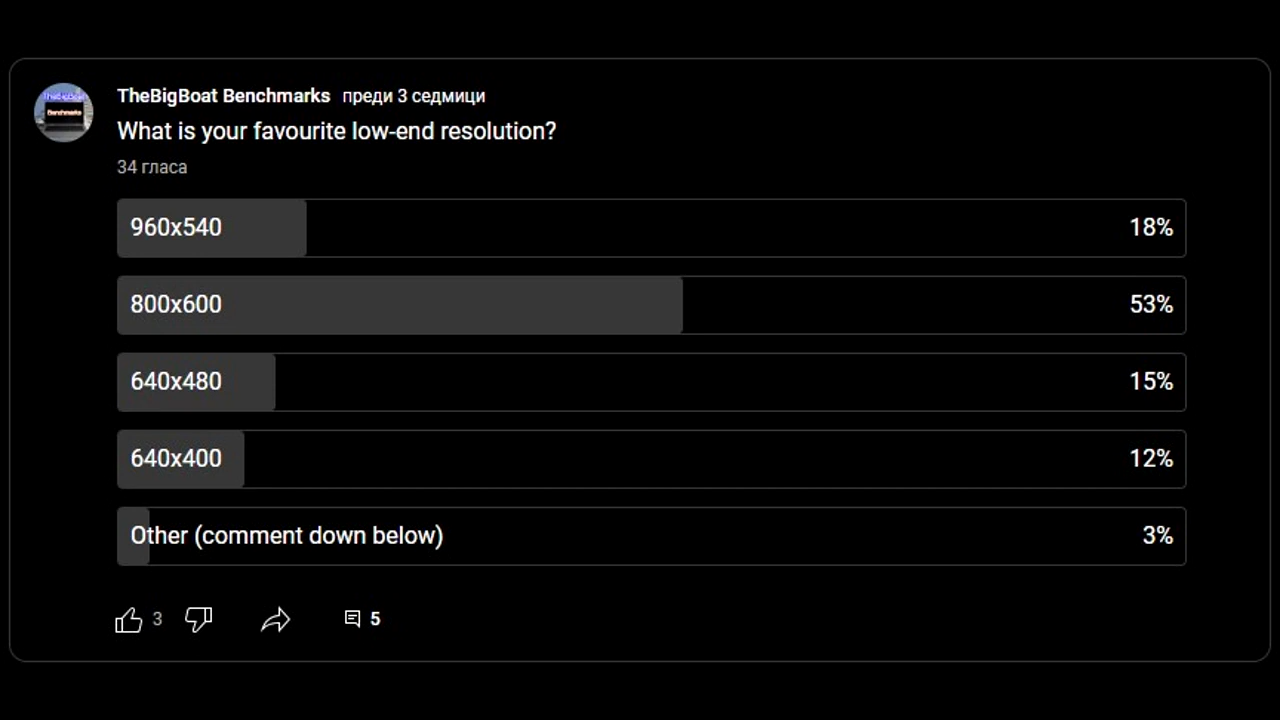 TheBigBoat Benchmarks преди 3 седмици
What is your favourite low-end resolution?
34 гласа
960x540 18%
800x600 53%
640x480 15%
640x400 12%
Other (comment down below) 3%
3 5